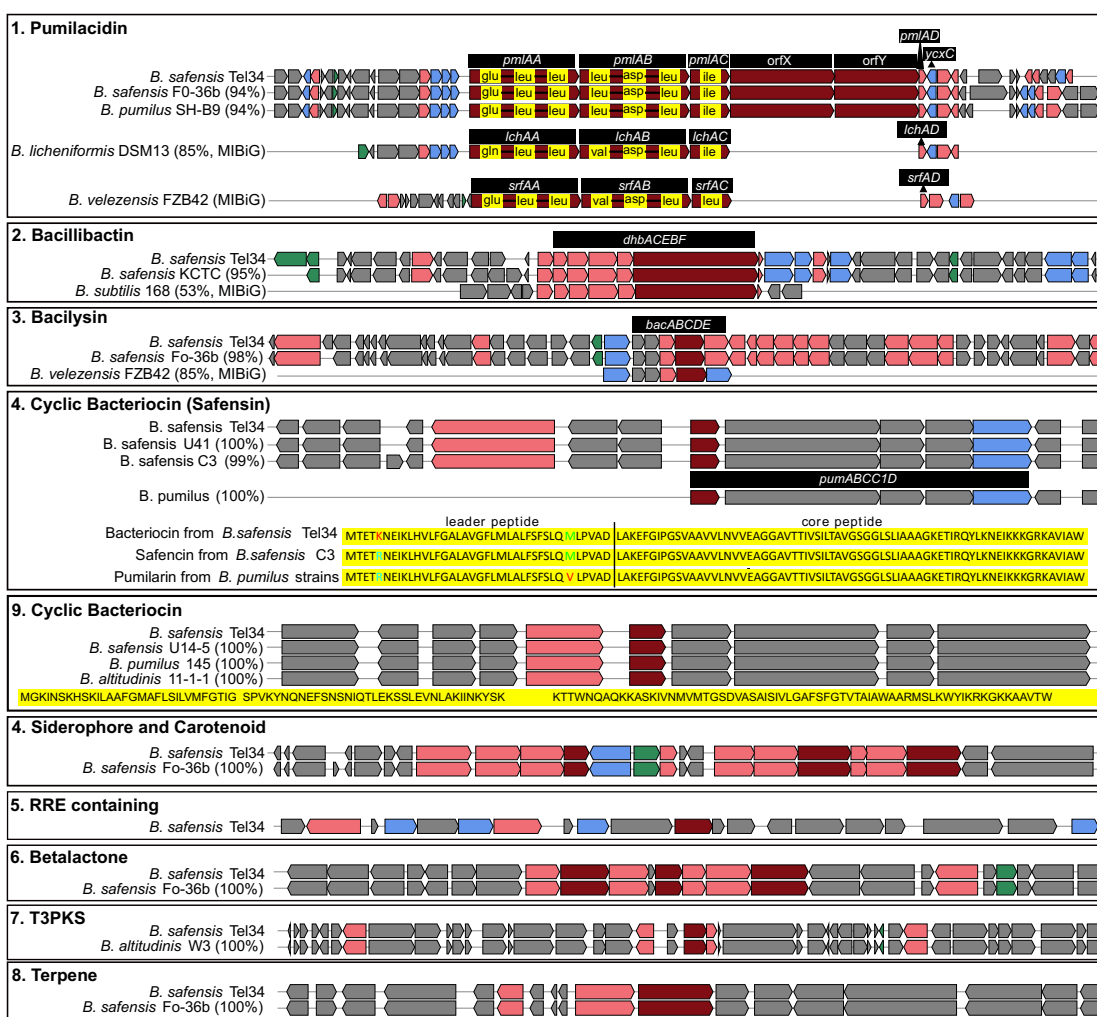 1. Pumilacidin
pmlAD
pmlAA pmlAB pmlAC orfX orfY ycxC
B. safensis Tel34
glu leu leu leu asp leu ile
B. safensis F0-36b (94%)
glu leu leu leu asp leu ile
B. pumilus SH-B9 (94%)
glu leu leu leu asp leu ile
lchAA lchAB lchAC lchAD
B. licheniformis DSM13 (85%, MIBiG)
gln leu leu val asp leu ile
srfAA srfAB srfAC srfAD
B. velezensis FZB42 (MIBiG)
glu leu leu val asp leu leu
2. Bacillibactin
dhbACEBF
B. safensis Tel34
B. safensis KCTC (95%)
B. subtilis 168 (53%, MIBiG)
3. Bacilysin
bacABCDE
B. safensis Tel34
B. safensis Fo-36b (98%)
B. velezensis FZB42 (85%, MIBiG)
4. Cyclic Bacteriocin (Safensin)
B. safensis Tel34
B. safensis U41 (100%)
B. safensis C3 (99%)
pumABCC1D
B. pumilus (100%)
leader peptide core peptide
Bacteriocin from B.safensis Tel34 MTETKNEIKLHVLFGALAVGFLMLALFSFSLQMLPVAD LAKEFGIPGSVAAVVLNVVEAGGAVTTIVSILTAVGSGGLSLIAAAGKETIRQYLKNEIKKKGRKAVIAW
Safencin from B.safensis C3 MTETRNEIKLHVLFGALAVGFLMLALFSFSLQMLPVAD LAKEFGIPGSVAAVVLNVVEAGGAVTTIVSILTAVGSGGLSLIAAAGKETIRQYLKNEIKKKGRKAVIAW
Pumilarin from B. pumilus strains NEIKLHVLFGALAVGFLMLALFSFSLQVLPVAD LAKEFGIPGSVAAVVLNVVEAGGAVTTIVSILTAVGSGGLSLIAAAGKETIRQYLKNEIKKKGRKAVIAW
9. Cyclic Bacteriocin
B. safensis Tel34
B. safensis U14-5 (100%)
B. pumilus 145 (100%)
B. altitudinis 11-1-1 (100%)
MGKINSKHSKILAAFGMAFLSILVMFGTIG SPVKYNQNEFSNSNIQTLEKSSLEVNLAKIINKYSK KTTWNQAQKKASKIVNMVMTGSDVASAISIVLGAFSFGTVTAIAWAARMSLKWYIKRKGKKAAVTW
4. Siderophore and Carotenoid
B. safensis Tel34
B. safensis Fo-36b (100%)
5. RRE containing
B. safensis Tel34
6. Betalactone
B. safensis Tel34
B. safensis Fo-36b (100%)
7. T3PKS
B. safensis Tel34
B. altitudinis W3 (100%)
8. Terpene
B. safensis Tel34
B. safensis Fo-36b (100%)